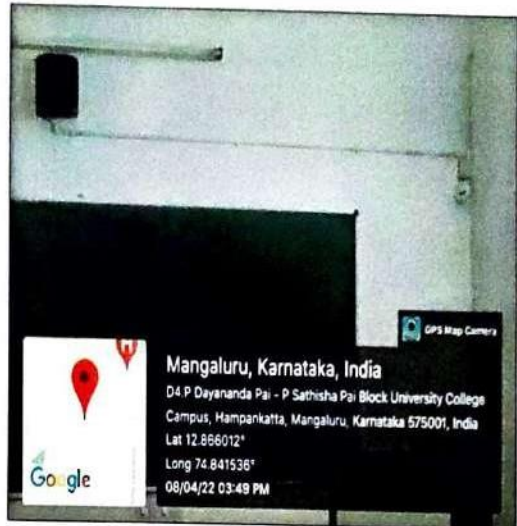 GPS Map Camera
Mangaluru, Karnataka, India
D4.P Dayananda Pai - P Sathisha Pai Block University College
Campus, Hampankatta, Mangaluru, Karnataka 575001, India
Lat 12.866012°
Long 74.841536°
08/04/22 03:49 PM
Google